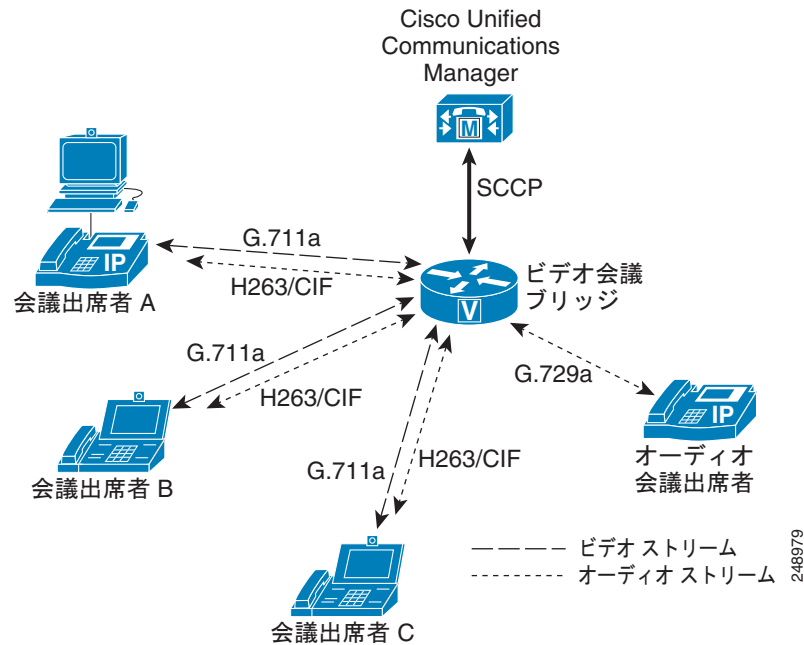 Cisco Unified
Communications
Manager
M
SCCP
G.711a
IP
H263/CIF
会議出席者 A
ビデオ会議
ブリッジ
V
G.711a
H263/CIF
会議出席者 B
G.729a
IP
オーディオ
会議出席者
G.711a
H263/CIF
会議出席者 C
ビデオ ストリーム
オーディオ ストリーム
248979